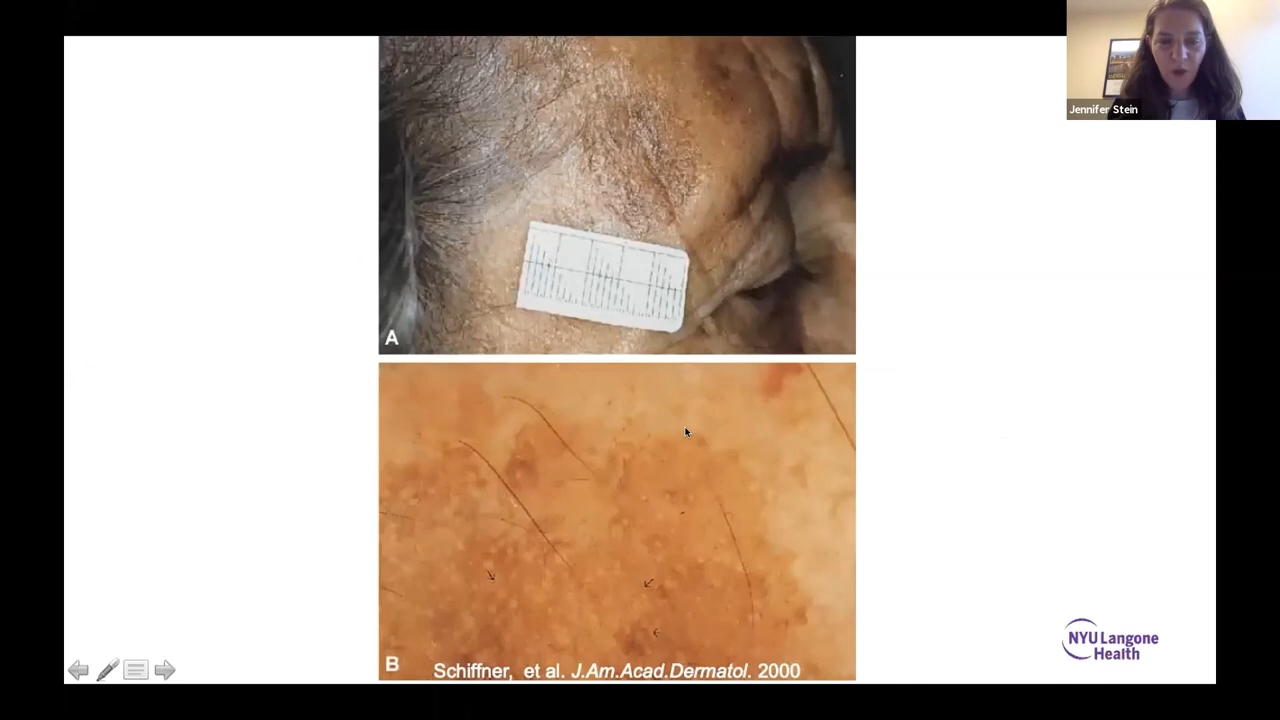 Jennifer Stein
A
B
Schiffner, et al. J.Am.Acad.Dermatol. 2000
NYU Langone
Health